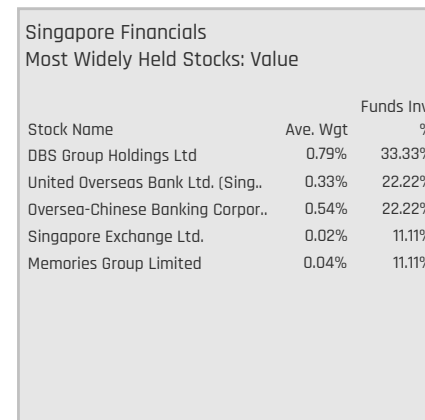 Singapore Financials
Most Widely Held Stocks: Value
Funds Inv
Stock Name Ave. Wgt %
DBS Group Holdings Ltd 0.79% 33.33%
United Overseas Bank Ltd. (Sing.. 0.33% 22.22%
Oversea-Chinese Banking Corpor.. 0.54% 22.22%
Singapore Exchange Ltd. 0.02% 11.11%
Memories Group Limited 0.04% 11.11%